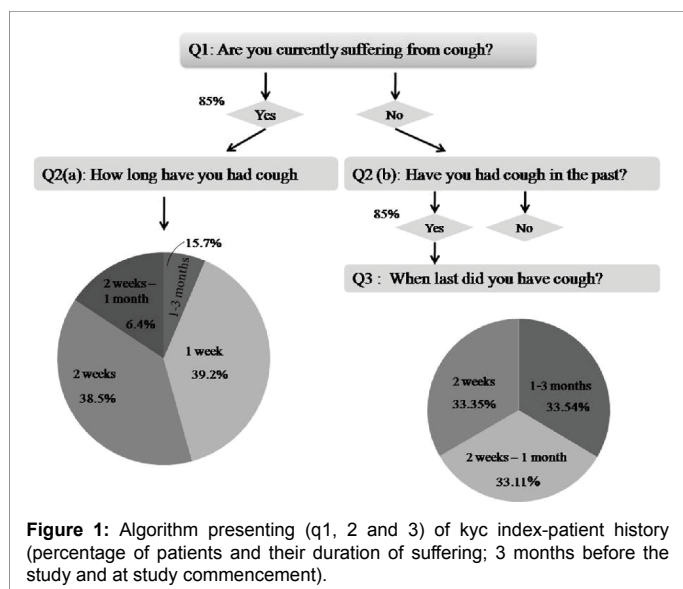 Q1: Are you currently suffering from cough?
85%
Yes
No
Q2(a): How long have you had cough
Q2 (b): Have you had cough in the past?
85%
Yes
No
Q3 : When last did you have cough?
15.7%
1-3 months
2 weeks –
1 month
6.4%
1 week
39.2%
2 weeks
38.5%
2 weeks
33.35%
1-3 months
33.54%
2 weeks – 1 month
33.11%
Figure 1: Algorithm presenting (q1, 2 and 3) of kyc index-patient history
(percentage of patients and their duration of suffering; 3 months before the
study and at study commencement).